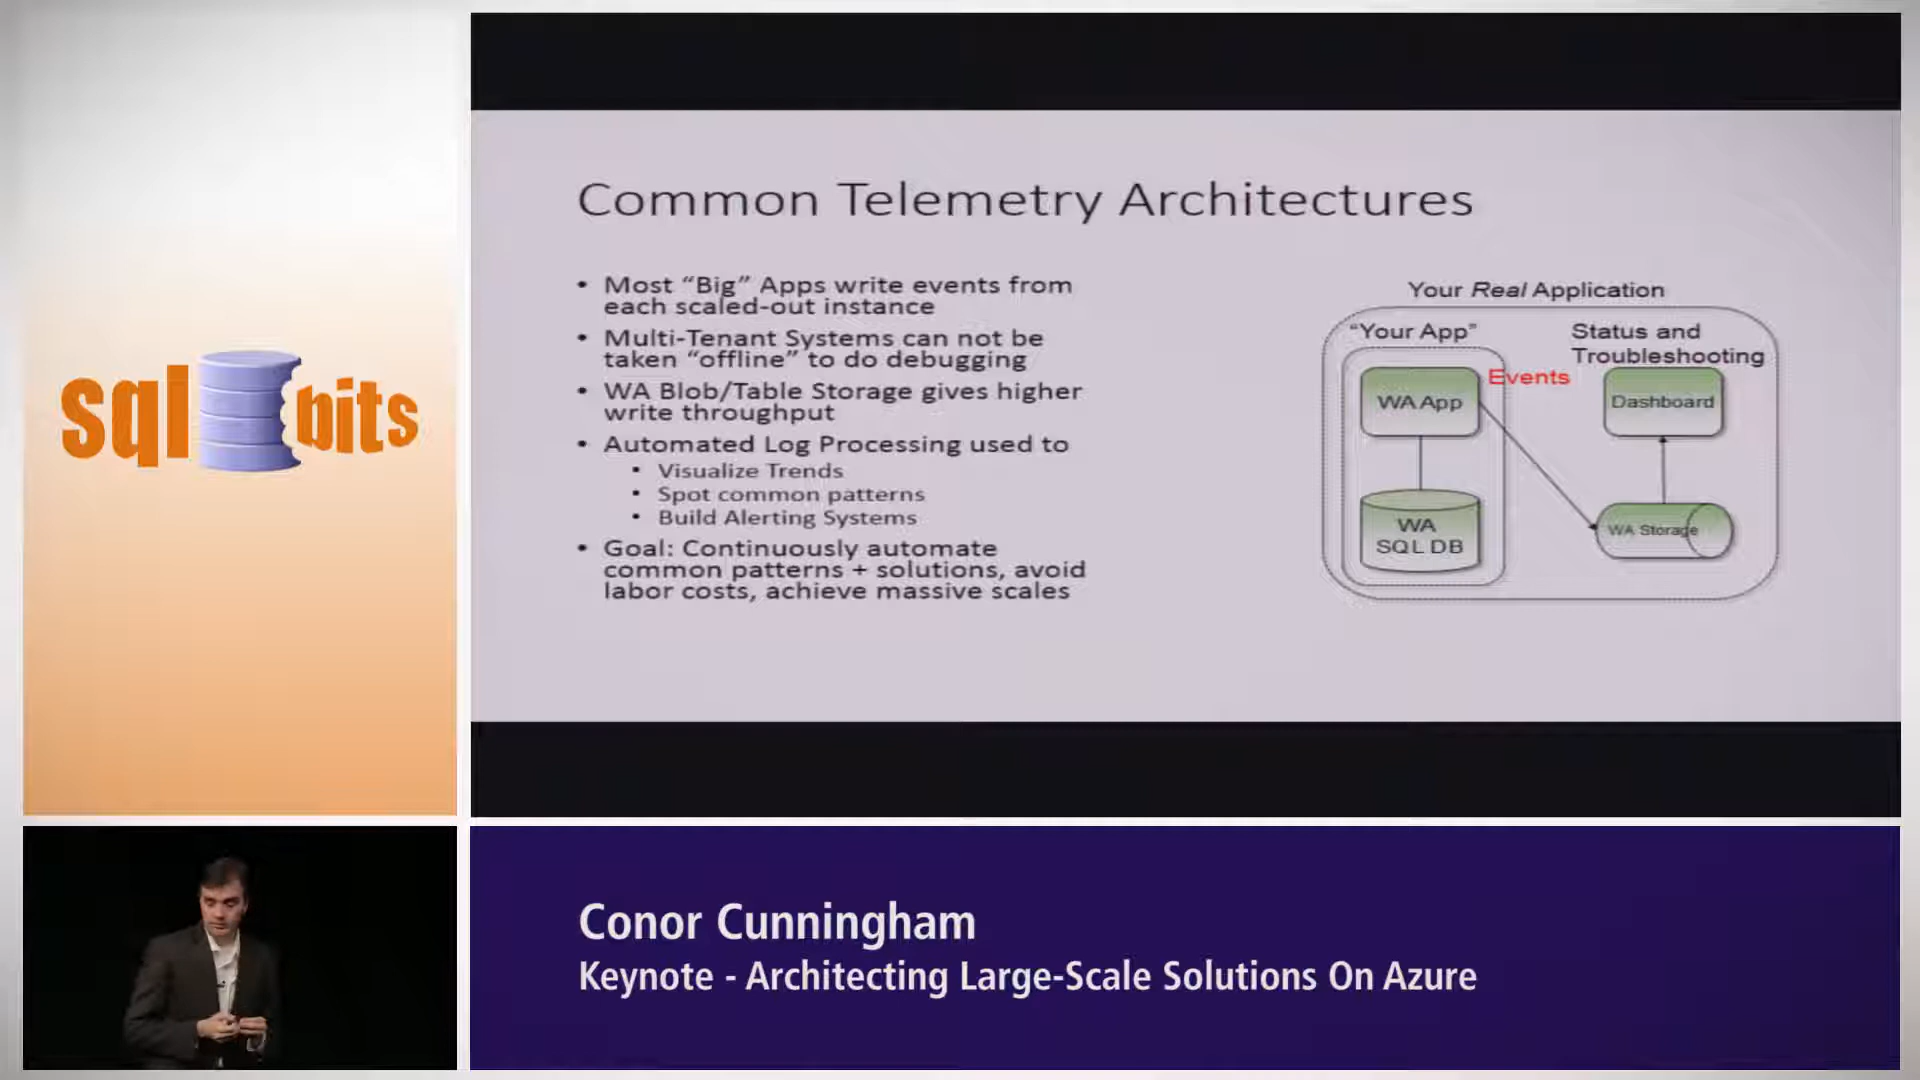 sql bits
Common Telemetry Architectures
• Most “Big” Apps write events from
each scaled-out instance
• Multi-Tenant Systems can not be
taken “offline” to do debugging
• WA Blob/Table Storage gives higher
write throughput
• Automated Log Processing used to
• Visualize Trends
• Spot common patterns
• Build Alerting Systems
• Goal: Continuously automate
common patterns + solutions, avoid
labor costs, achieve massive scales
Your Real Application
“Your App”
Status and
Troubleshooting
Events
WA App
Dashboard
WA
SQL DB
WA Storage
Conor Cunningham
Keynote - Architecting Large-Scale Solutions On Azure